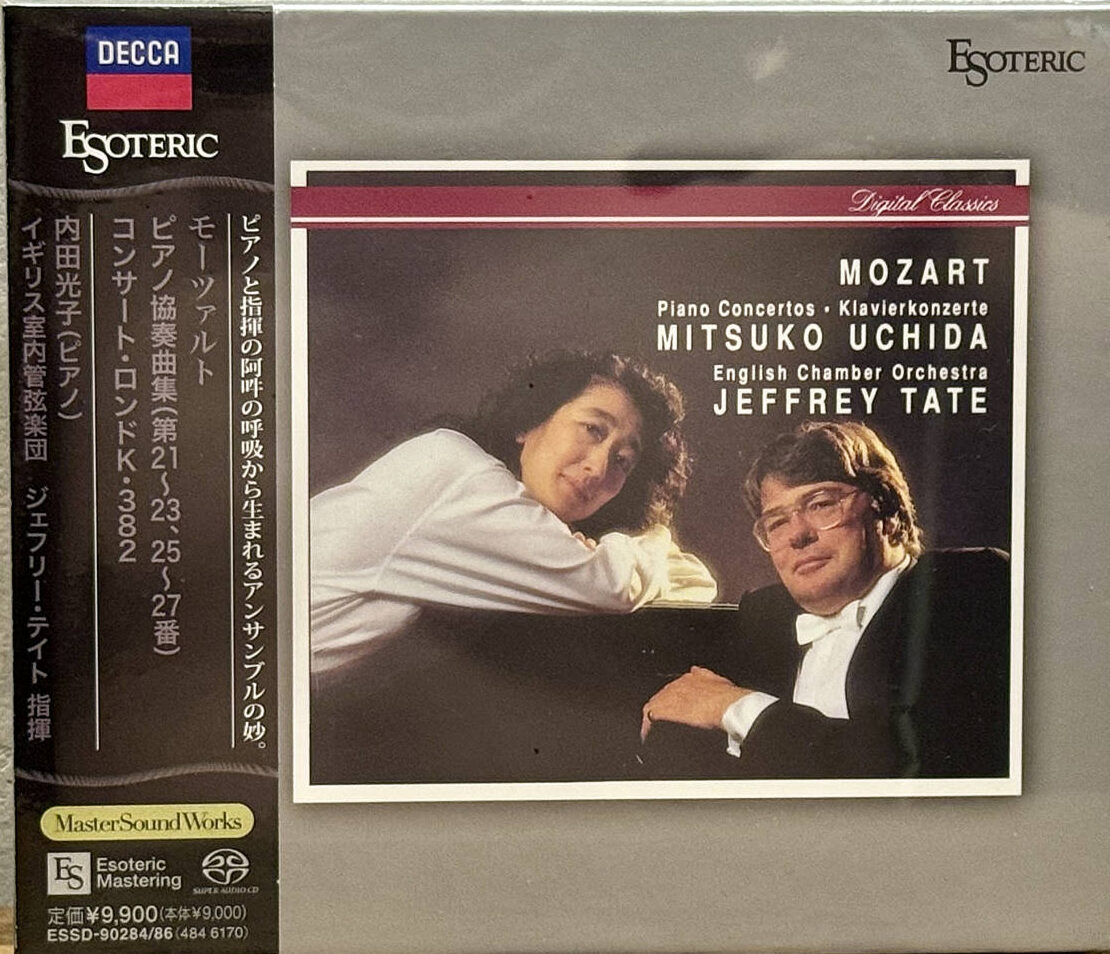 DECCA
ESOTERIC
ピアノと指揮の阿吽の呼吸から生まれるアンサンブルの妙。
モーツァルト
ピアノ協奏曲集(第21〜23、25〜27番)
コンサート・ロンドK・382
内田光子(ピアノ)
イギリス室内管弦楽団 ジェフリー・テイト 指揮
MasterSoundWorks
ES Esoteric
Mastering
SUPER AUDIO CD
定価¥9,900(本体¥9,000)
ESSD-90284/86 (484 6170)
ESOTERIC
Digital Classics
MOZART
Piano Concertos • Klavierkonzerte
MITSUKO UCHIDA
English Chamber Orchestra
JEFFREY TATE